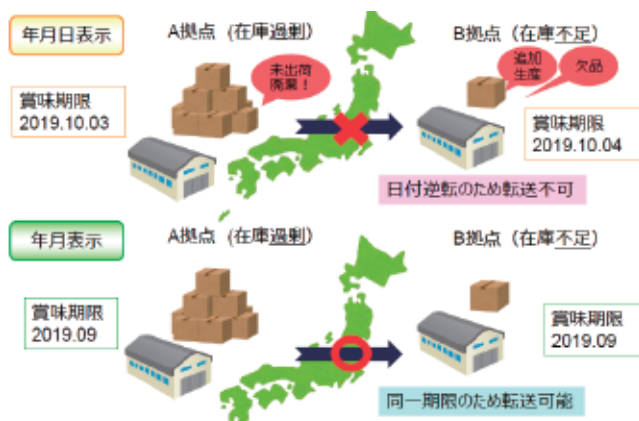 年月日表示
A拠点 (在庫過剰)
B拠点 (在庫不足)
賞味期限
2019.10.03
未出荷
廃棄!
追加
生産
欠品
賞味期限
2019.10.04
日付逆転のため転送不可
年月表示
A拠点 (在庫過剰)
B拠点 (在庫不足)
賞味期限
2019.09
賞味期限
2019.09
同一期限のため転送可能